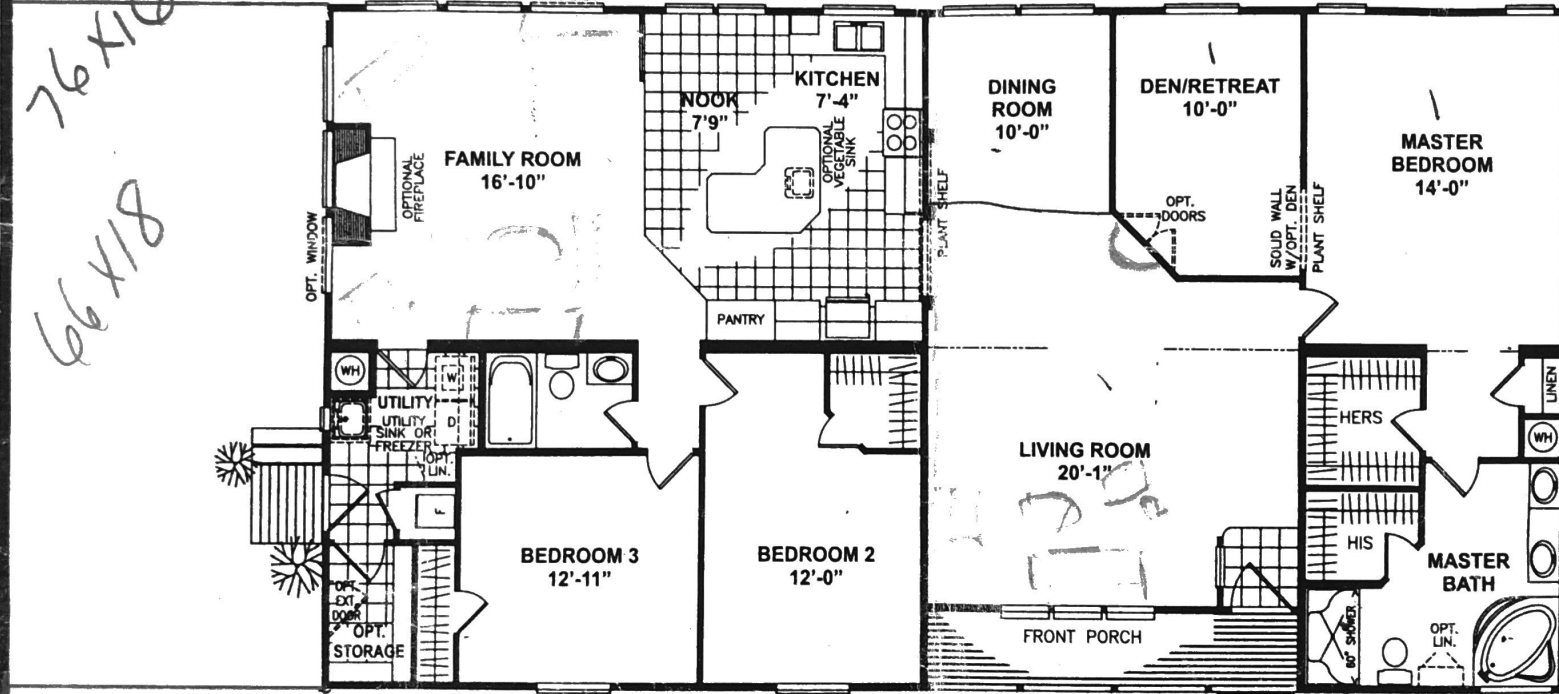 66 X18
OPT. WINDOW
OPTIONAL
FIREPLACE
FAMILY ROOM
16'-10"
NOOK
7'9"
KITCHEN
7'-4"
OPTIONAL
VEGETABLE
SINK
PANTRY
PLANT SHELF
DINING
ROOM
10'-0"
DEN/RETREAT
10'-0"
OPT.
DOORS
SOLID WALL
W/OPT. DEN
PLANT SHELF
MASTER
BEDROOM
14'-0"
WH
W
D
UTILITY
UTILITY
SINK OR
FREEZER
OPT.
LIN.
F
OPT.
EXT
DOOR
OPT.
STORAGE
BEDROOM 3
12'-11"
BEDROOM 2
12'-0"
LIVING ROOM
20'-1"
FRONT PORCH
HERS
HIS
LINEN
WH
MASTER
BATH
60" SHOWER
OPT.
LIN.